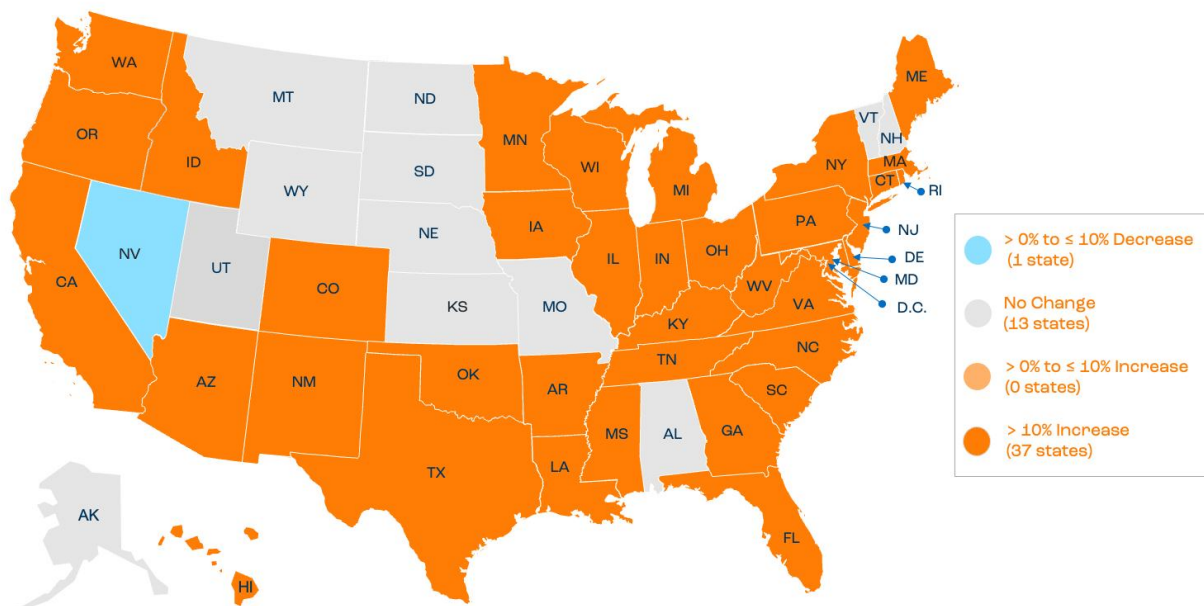 WA
ME
MT
ND
VT
MN
NH
OR
ID
WI
NY
MA
SD
CT
RI
WY
MI
PA
IA
NJ
NE
NV
OH
DE
IL
IN
UT
MD
CA
CO
WV
VA
KS
MO
D.C.
KY
NC
TN
OK
AZ
NM
AR
SC
MS
AL
GA
LA
TX
AK
FL
HI
> 0% to ≤ 10% Decrease
(1 state)
No Change
(13 states)
> 0% to ≤ 10% Increase
(0 states)
> 10% Increase
(37 states)